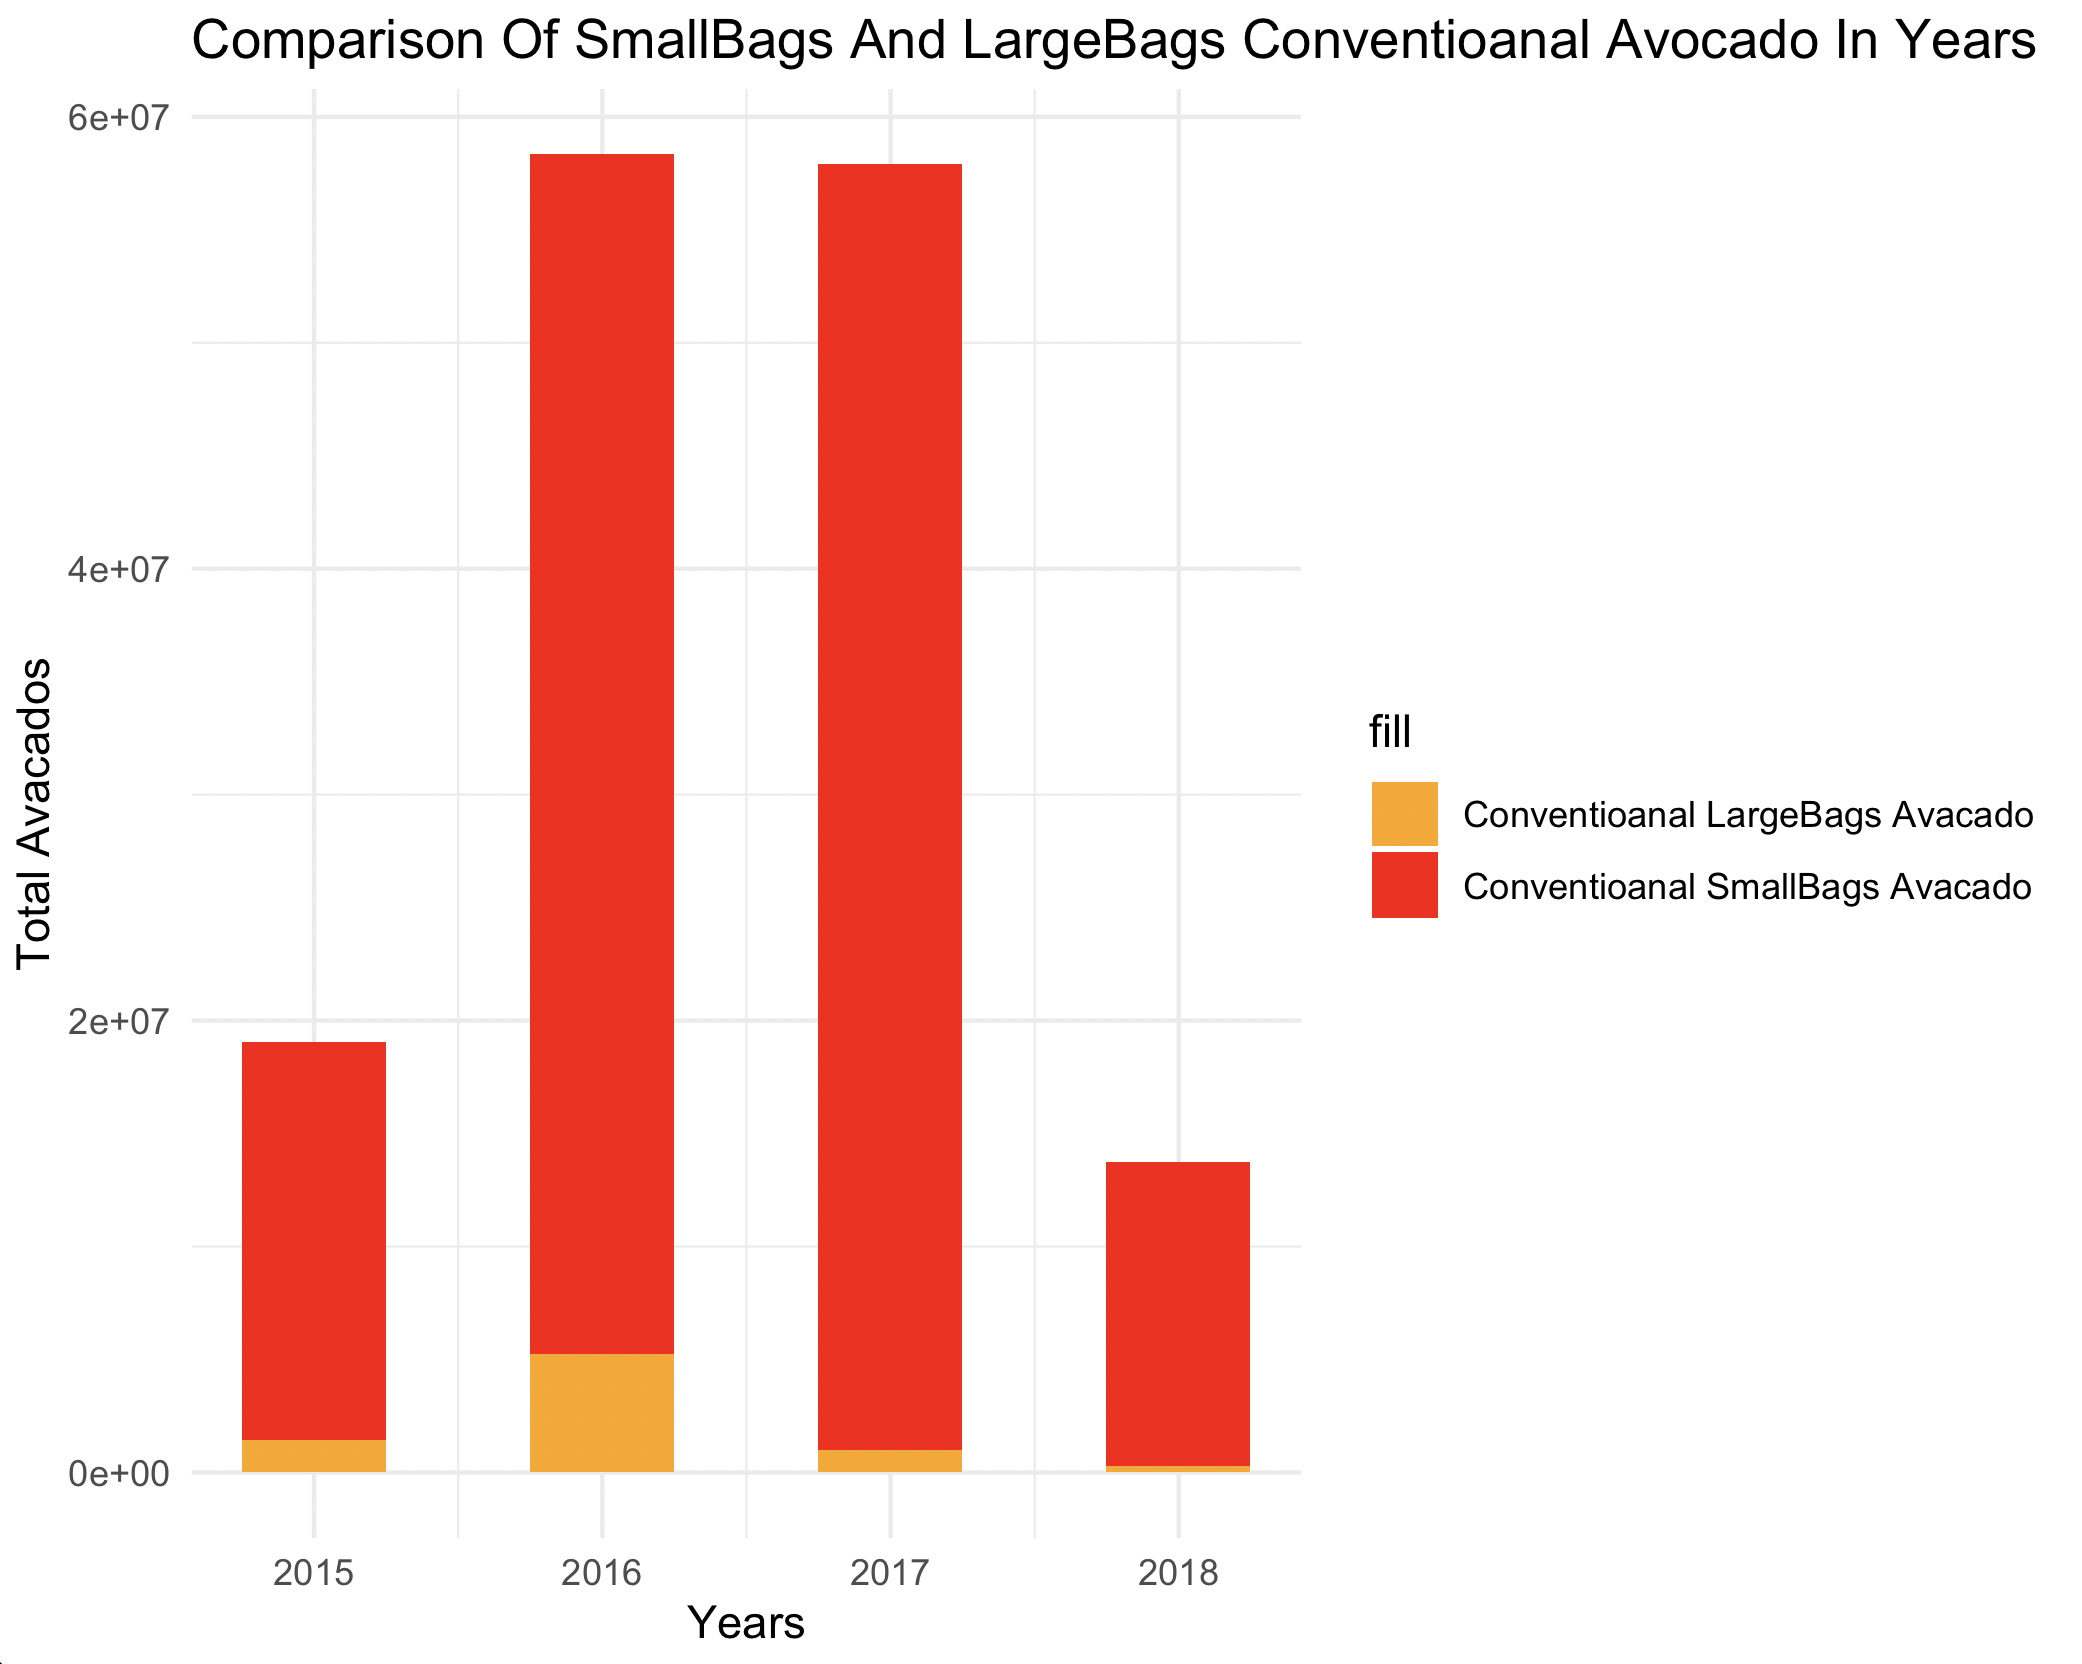 Comparison Of SmallBags And LargeBags Conventioanal Avocado In Years
6e+07
4e+07
2e+07
0e+00
Total Avacados
2015
2016
2017
2018
Years
fill
Conventioanal LargeBags Avacado
Conventioanal SmallBags Avacado